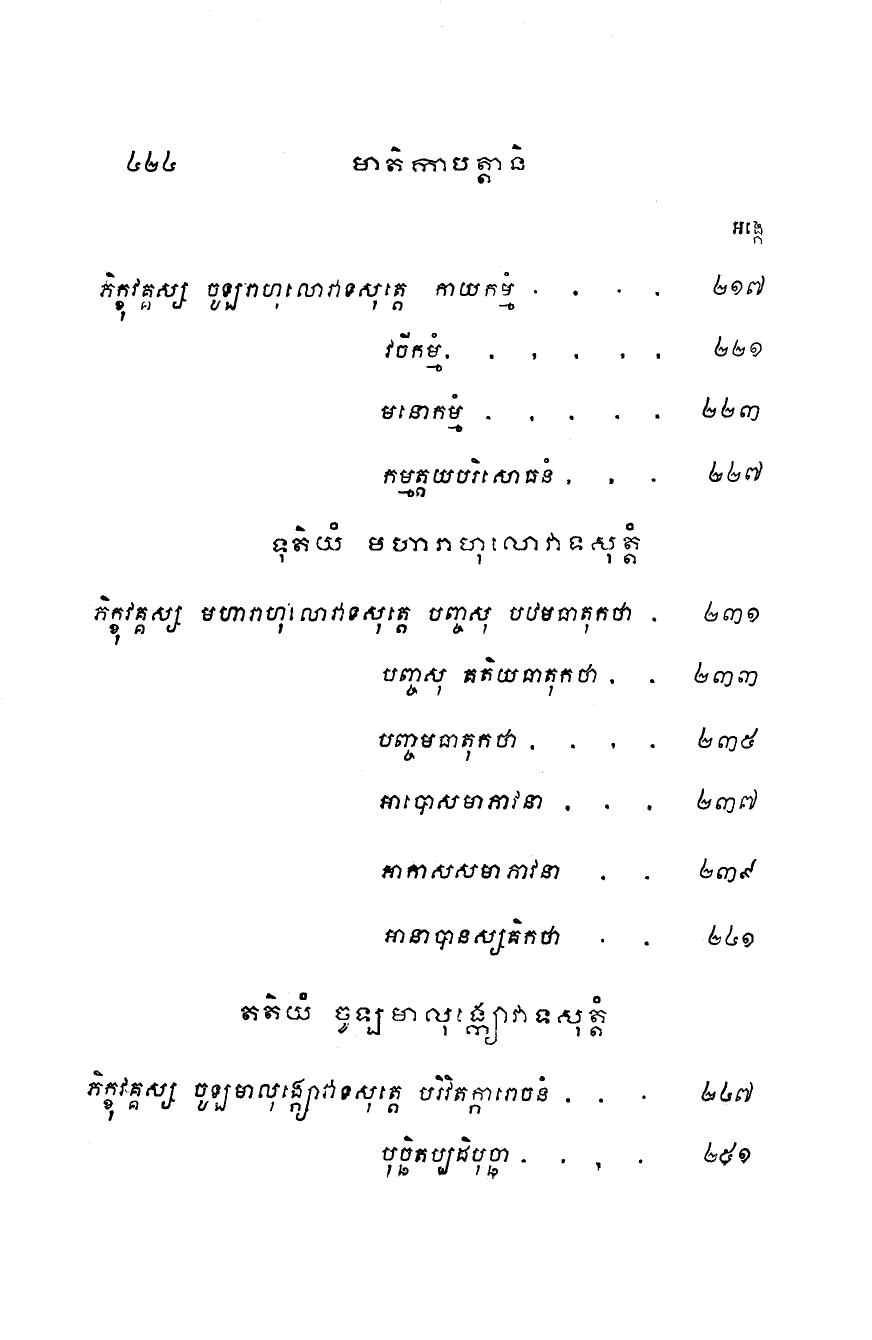 ៤២៤ មាតិកាបត្តានិ
អង្កេ
ភិក្ខុវគ្គស្ស ចូឡរាហុលោវាទសុត្តេ កាយកម្មំ . . . . ២១៧
វចីកម្មំ . . . . . . ២២១
មនោកម្មំ . . . . . ២២៣
កម្មត្តយបរិសោធនំ . . . ២២៧
ទុតិយំ មហារាហុលោវាទសុត្តំ
ភិក្ខុវគ្គស្ស មហារាហុលោវាទសុត្តេ បញ្ចសុ បឋមធាតុកថា . ២៣១
បញ្ចសុ តតិយធាតុកថា . . ២៣៣
បញ្ចមធាតុកថា . . . . ២៣៥
អាបោសមាភាវនា . . . ២៣៧
អាកាសសមាភាវនា . . ២៣៩
អានាបានស្សតិកថា . . ២៤១
តតិយំ ចូឡមាលុង្ក្យោវាទសុត្តំ
ភិក្ខុវគ្គស្ស ចូឡមាលុង្ក្យោវាទសុត្តេ បរិវិតក្ការោចនំ . . . ២៤៧
បុច្ឆិតប្បដិបុច្ឆា . . . . ២៥១